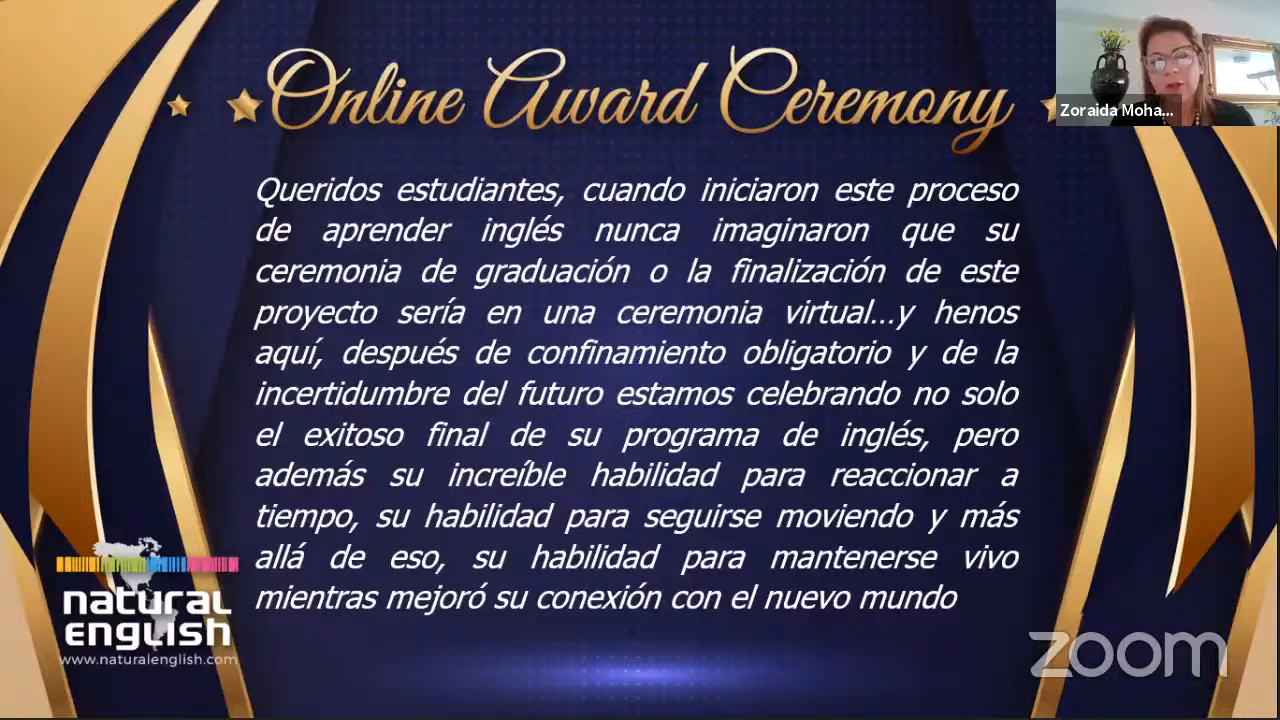 Online Award Ceremony
Zoraida Moha...
Queridos estudiantes, cuando iniciaron este proceso
de aprender inglés nunca imaginaron que su
ceremonia de graduación o la finalización de este
proyecto sería en una ceremonia virtual...y henos
aquí, después de confinamiento obligatorio y de la
incertidumbre del futuro estamos celebrando no solo
el exitoso final de su programa de inglés, pero
además su increíble habilidad para reaccionar a
tiempo, su habilidad para seguirse moviendo y más
allá de eso, su habilidad para mantenerse vivo
mientras mejoró su conexión con el nuevo mundo
natural
english
www.naturalenglish.com
zoom